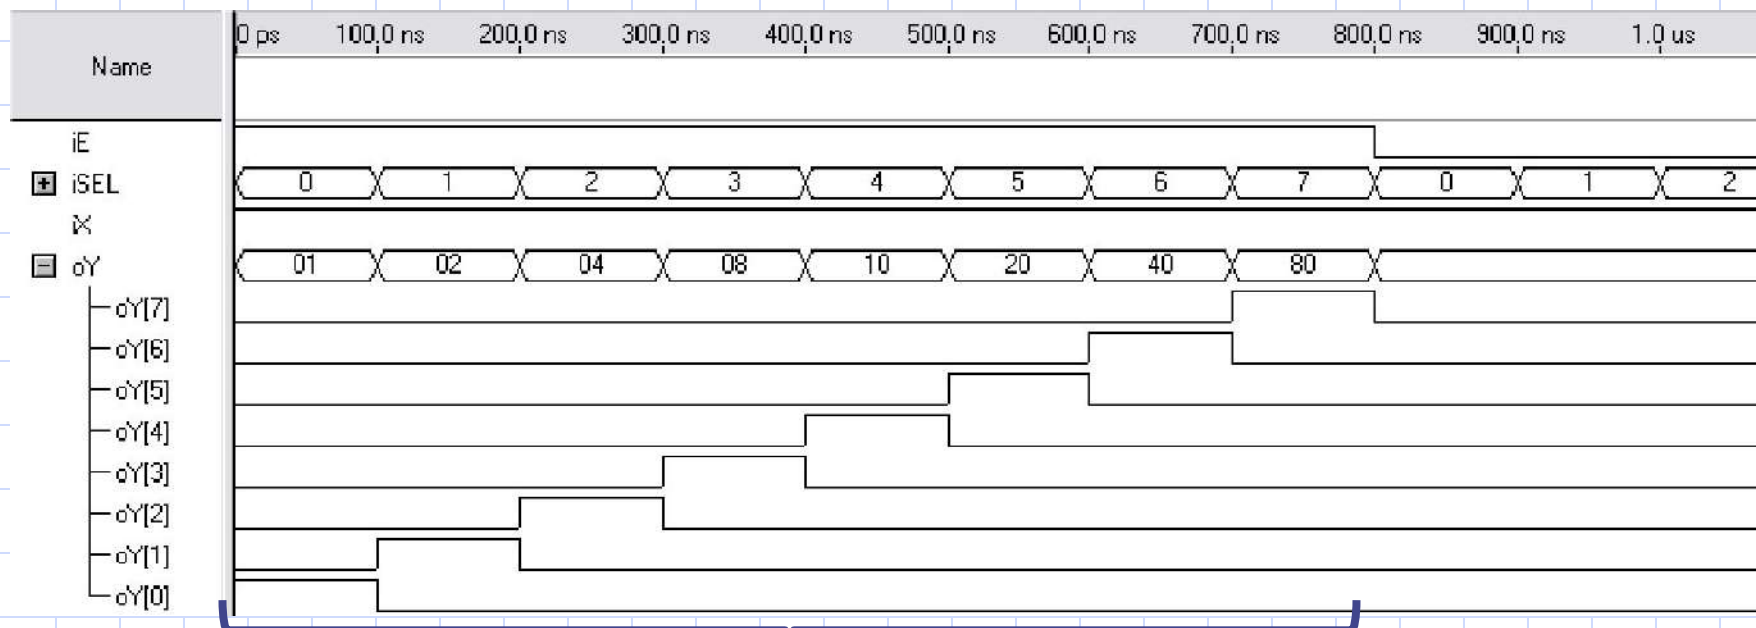 0 ps 100.0 ns 200.0 ns 300.0 ns 400.0 ns 500.0 ns 600.0 ns 700.0 ns 800.0 ns 900.0 ns 1.0 us
Name
iE
iSEL 0 1 2 3 4 5 6 7 0 1 2
iX
oY 01 02 04 08 10 20 40 80
oY[7]
oY[6]
oY[5]
oY[4]
oY[3]
oY[2]
oY[1]
oY[0]